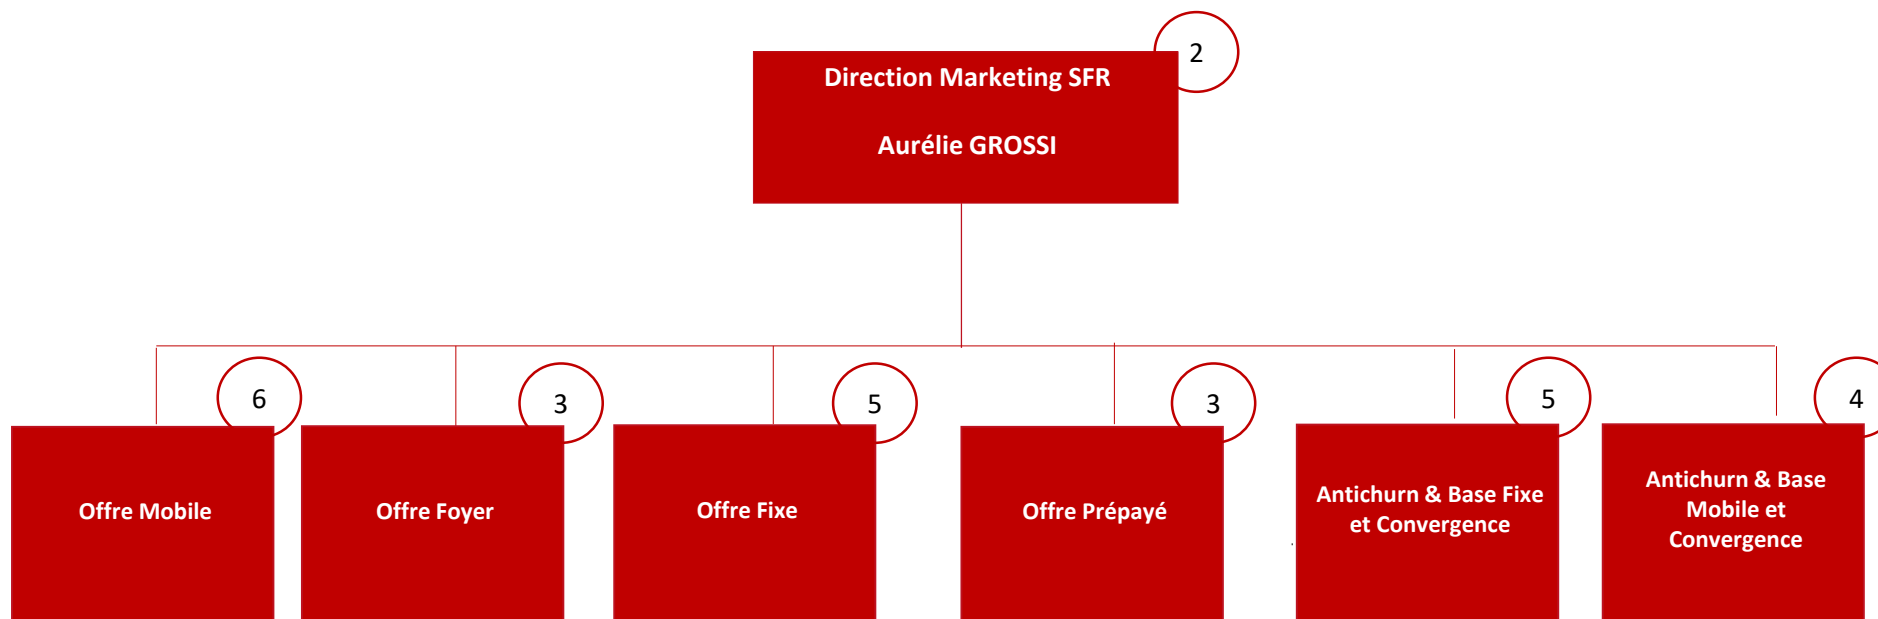 2
Direction Marketing SFR
Aurélie GROSSI
6
3
5
3
5
4
Offre Mobile
Offre Foyer
Offre Fixe
Offre Prépayé
Antichurn & Base Fixe
et Convergence
Antichurn & Base
Mobile et
Convergence